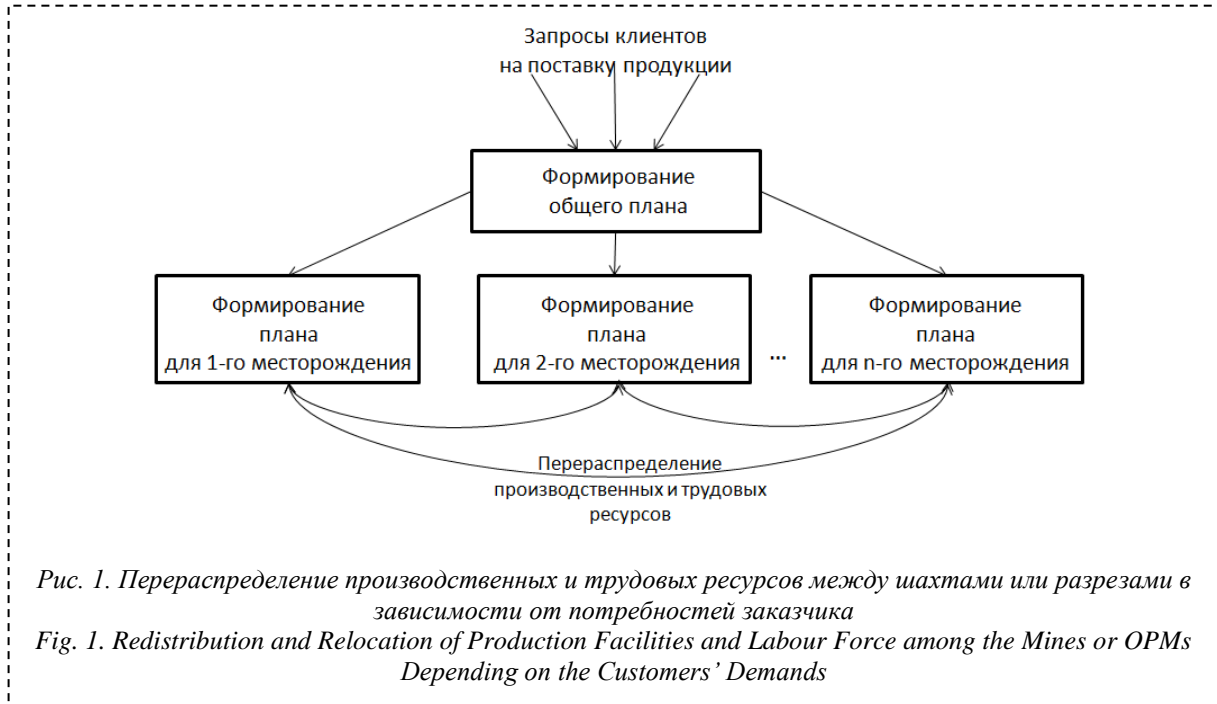 Запросы клиентов
на поставку продукции
Формирование
общего плана
Формирование
плана
для 1-го месторождения
Формирование
плана
для 2-го месторождения
...
Формирование
плана
для n-го месторождения
Перераспределение
производственных и трудовых
ресурсов
Рис. 1. Перераспределение производственных и трудовых ресурсов между шахтами или разрезами в
зависимости от потребностей заказчика
Fig. 1. Redistribution and Relocation of Production Facilities and Labour Force among the Mines or OPMs
Depending on the Customers’ Demands